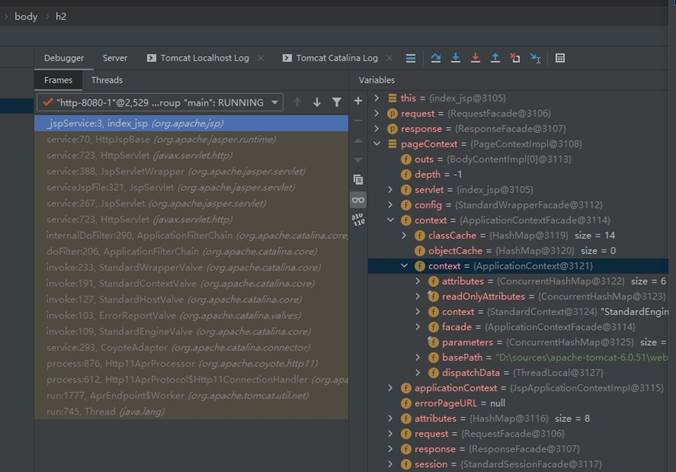 body > h2
Debugger Server Tomcat Localhost Log × Tomcat Catalina Log ×
Frames Threads
"http-8080-1"@2,529 ...roup "main": RUNNING
_jspService:3, index_jsp (org.apache.jsp)
service:70, HttpJspBase (org.apache.jasper.runtime)
service:723, HttpServlet (javax.servlet.http)
service:388, JspServletWrapper (org.apache.jasper.servlet)
serviceJspFile:321, JspServlet (org.apache.jasper.servlet)
service:267, JspServlet (org.apache.jasper.servlet)
service:723, HttpServlet (javax.servlet.http)
internalDoFilter:290, ApplicationFilterChain (org.apache.catalina.core
doFilter:206, ApplicationFilterChain (org.apache.catalina.core)
invoke:233, StandardWrapperValve (org.apache.catalina.core)
invoke:191, StandardContextValve (org.apache.catalina.core)
invoke:127, StandardHostValve (org.apache.catalina.core)
invoke:103, ErrorReportValve (org.apache.catalina.valves)
invoke:109, StandardEngineValve (org.apache.catalina.core)
service:293, CoyoteAdapter (org.apache.catalina.connector)
process:876, Http11AprProcessor (org.apache.coyote.http11)
process:612, Http11AprProtocol$Http11ConnectionHandler (org.apac
run:1777, AprEndpoint$Worker (org.apache.tomcat.util.net)
run:745, Thread (java.lang)
Variables
this = {index_jsp@3105}
request = {RequestFacade@3106}
response = {ResponseFacade@3107}
pageContext = {PageContextImpl@3108}
outs = {BodyContentImpl[0]@3113}
depth = -1
servlet = {index_jsp@3105}
config = {StandardWrapperFacade@3112}
context = {ApplicationContextFacade@3114}
classCache = {HashMap@3119} size = 14
objectCache = {HashMap@3120} size = 0
context = {ApplicationContext@3121}
attributes = {ConcurrentHashMap@3122} size = 6
readOnlyAttributes = {ConcurrentHashMap@3123}
context = {StandardContext@3124} "StandardEngin
facade = {ApplicationContextFacade@3114}
parameters = {ConcurrentHashMap@3125} size =
basePath = "D:\sources\apache-tomcat-6.0.51\web
dispatchData = {ThreadLocal@3127}
applicationContext = {JspApplicationContextImpl@3115}
errorPageURL = null
attributes = {HashMap@3116} size = 8
request = {RequestFacade@3106}
response = {ResponseFacade@3107}
session = {StandardSessionFacade@3117}